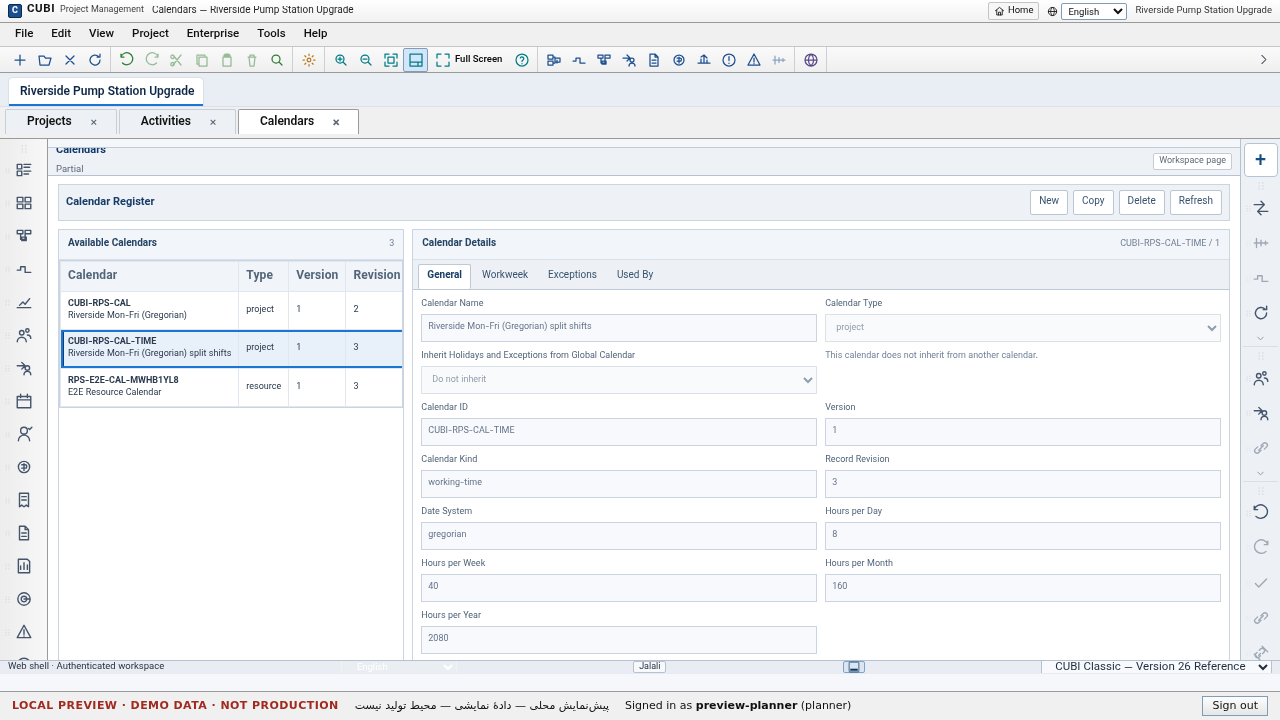 CUBI Project Management Calendars — Riverside Pump Station Upgrade Home English Riverside Pump Station Upgrade
File Edit View Project Enterprise Tools Help
Full Screen
Riverside Pump Station Upgrade
Projects × Activities × Calendars ×
Calendars
Partial Workspace page
Calendar Register New Copy Delete Refresh
Available Calendars 3
Calendar Type Version Revision
CUBI-RPS-CAL
Riverside Mon-Fri (Gregorian) project 1 2
CUBI-RPS-CAL-TIME
Riverside Mon-Fri (Gregorian) split shifts project 1 3
RPS-E2E-CAL-MWHB1YL8
E2E Resource Calendar resource 1 3
Calendar Details CUBI-RPS-CAL-TIME / 1
General Workweek Exceptions Used By
Calendar Name Calendar Type
Riverside Mon-Fri (Gregorian) split shifts project
Inherit Holidays and Exceptions from Global Calendar This calendar does not inherit from another calendar.
Do not inherit
Calendar ID Version
CUBI-RPS-CAL-TIME 1
Calendar Kind Record Revision
working-time 3
Date System Hours per Day
gregorian 8
Hours per Week Hours per Month
40 160
Hours per Year
2080
Web shell · Authenticated workspace English Jalali CUBI Classic — Version 26 Reference
LOCAL PREVIEW · DEMO DATA · NOT PRODUCTION پیش‌نمایش محلی — دادهٔ نمایشی — محیط تولید نیست Signed in as preview-planner (planner) Sign out